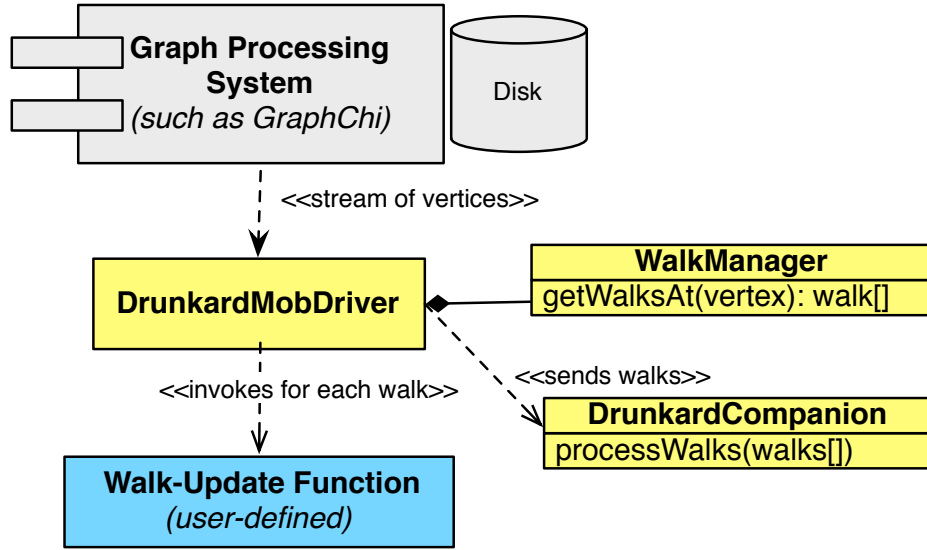 Graph Processing
System
(such as GraphChi)
Disk
<<stream of vertices>>
DrunkardMobDriver
WalkManager
getWalksAt(vertex): walk[]
<<invokes for each walk>>
<<sends walks>>
DrunkardCompanion
processWalks(walks[])
Walk-Update Function
(user-defined)